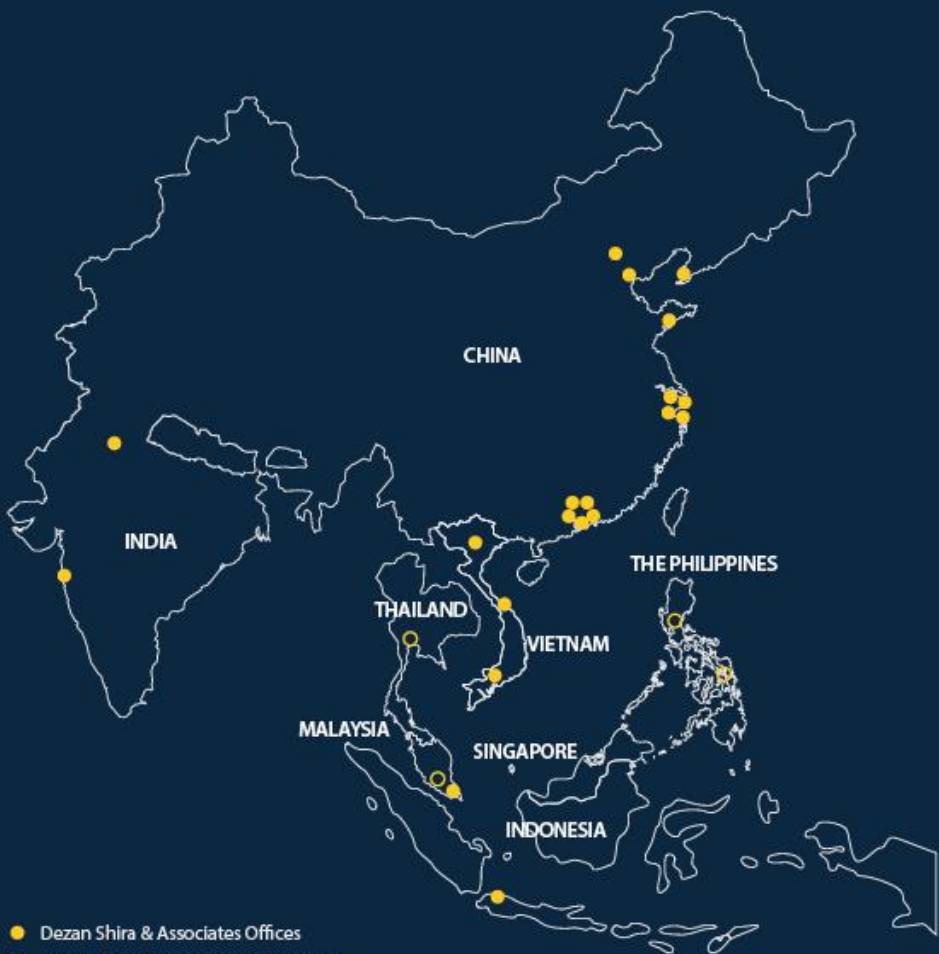 CHINA
INDIA
THE PHILIPPINES
THAILAND
VIETNAM
MALAYSIA
SINGAPORE
INDONESIA
Dezan Shira & Associates Offices